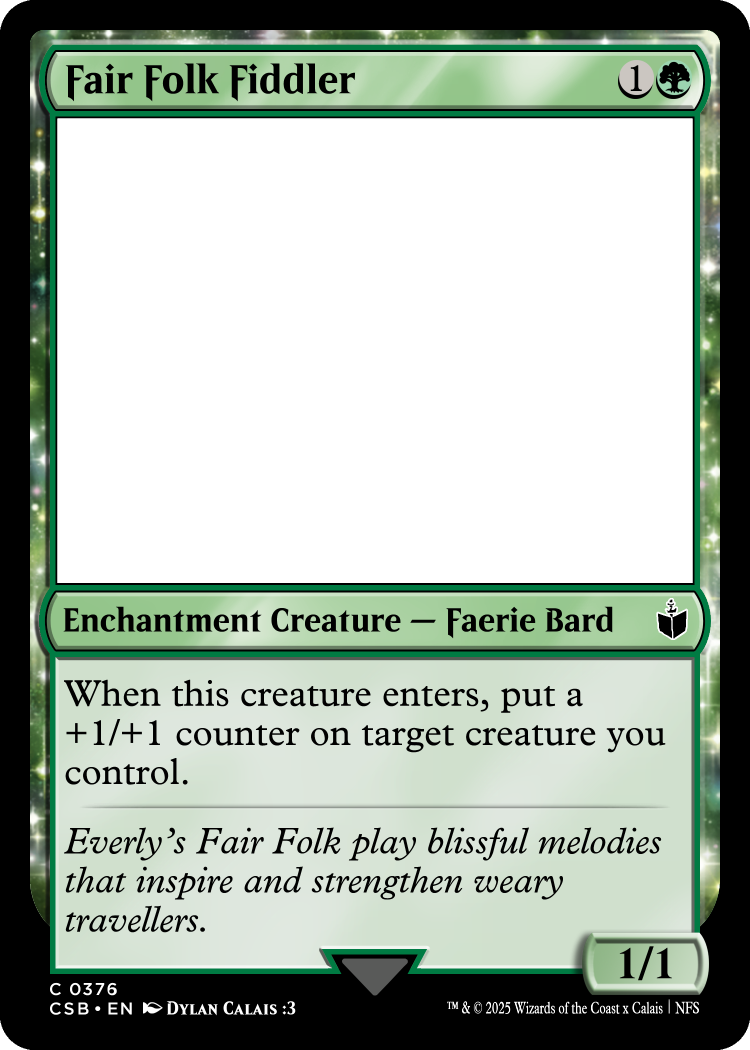 Fair Folk Fiddler 1
Enchantment Creature — Faerie Bard
When this creature enters, put a
+1/+1 counter on target creature you
control.
Everly's Fair Folk play blissful melodies
that inspire and strengthen weary
travellers.
1/1
C 0376
CSB • EN Dylan Calais :3
™ & © 2025 Wizards of the Coast x Calais | NFS